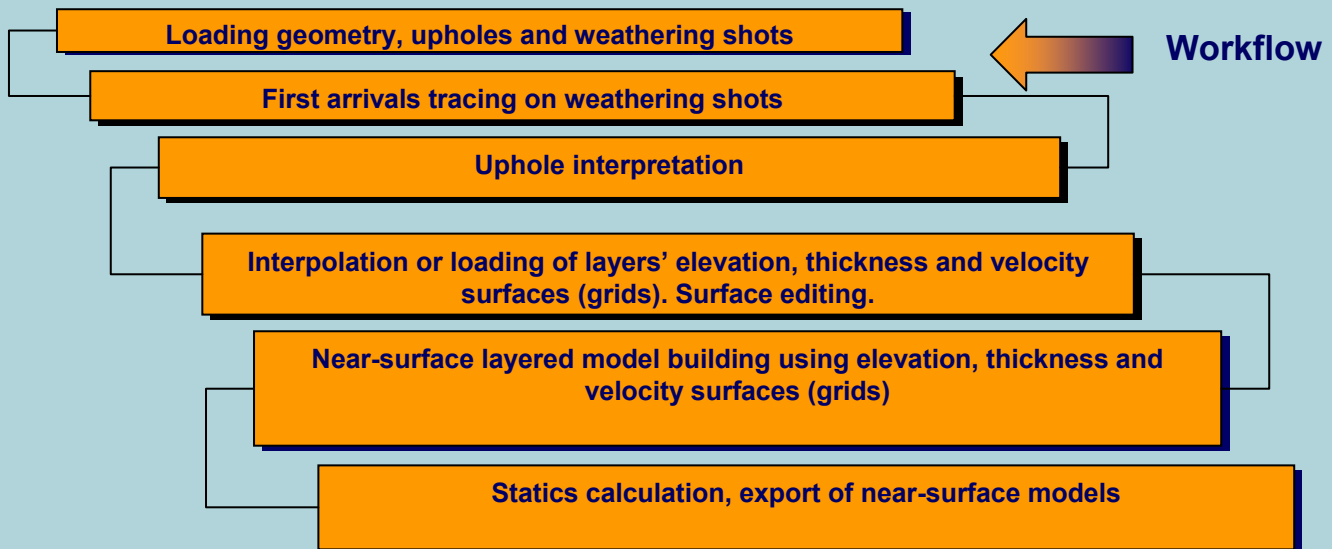 Loading geometry, upholes and weathering shots
Workflow
First arrivals tracing on weathering shots
Uphole interpretation
Interpolation or loading of layers’ elevation, thickness and velocity
surfaces (grids). Surface editing.
Near-surface layered model building using elevation, thickness and
velocity surfaces (grids)
Statics calculation, export of near-surface models